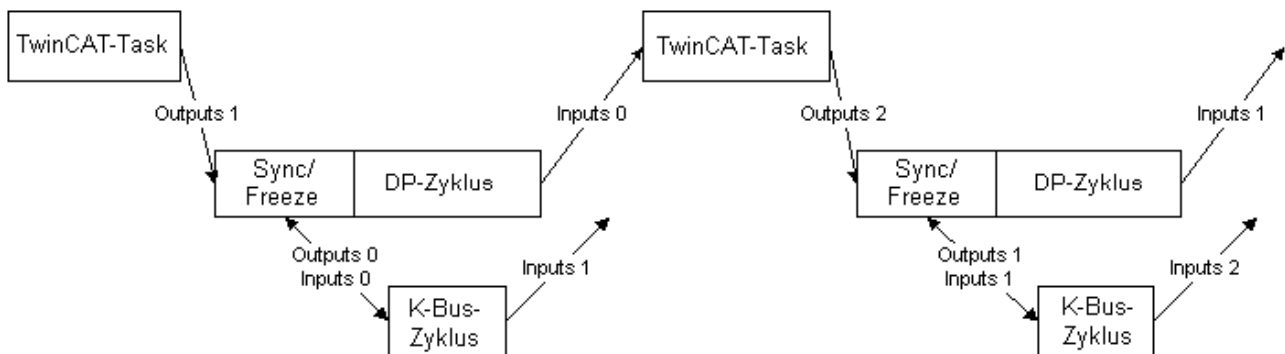 TwinCAT-Task
TwinCAT-Task
Outputs 1
Inputs 0
Outputs 2
Inputs 1
Sync/
Freeze
DP-Zyklus
Sync/
Freeze
DP-Zyklus
Outputs 0
Inputs 0
Inputs 1
Outputs 1
Inputs 1
Inputs 2
K-Bus-
Zyklus
K-Bus-
Zyklus